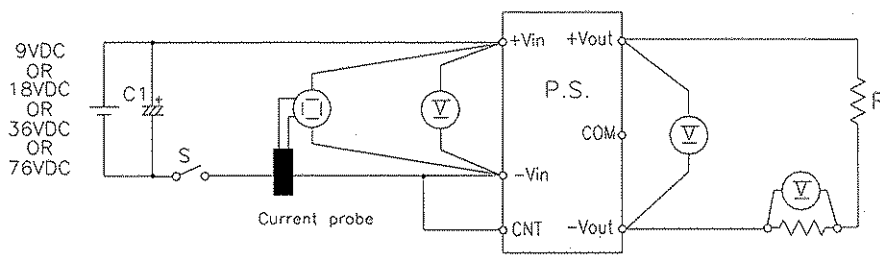 9VDC
OR
18VDC
OR
36VDC
OR
76VDC
C1
+
S
Current probe
V
+Vin
-Vin
CNT
P.S.
+Vout
COM
-Vout
V
V
R